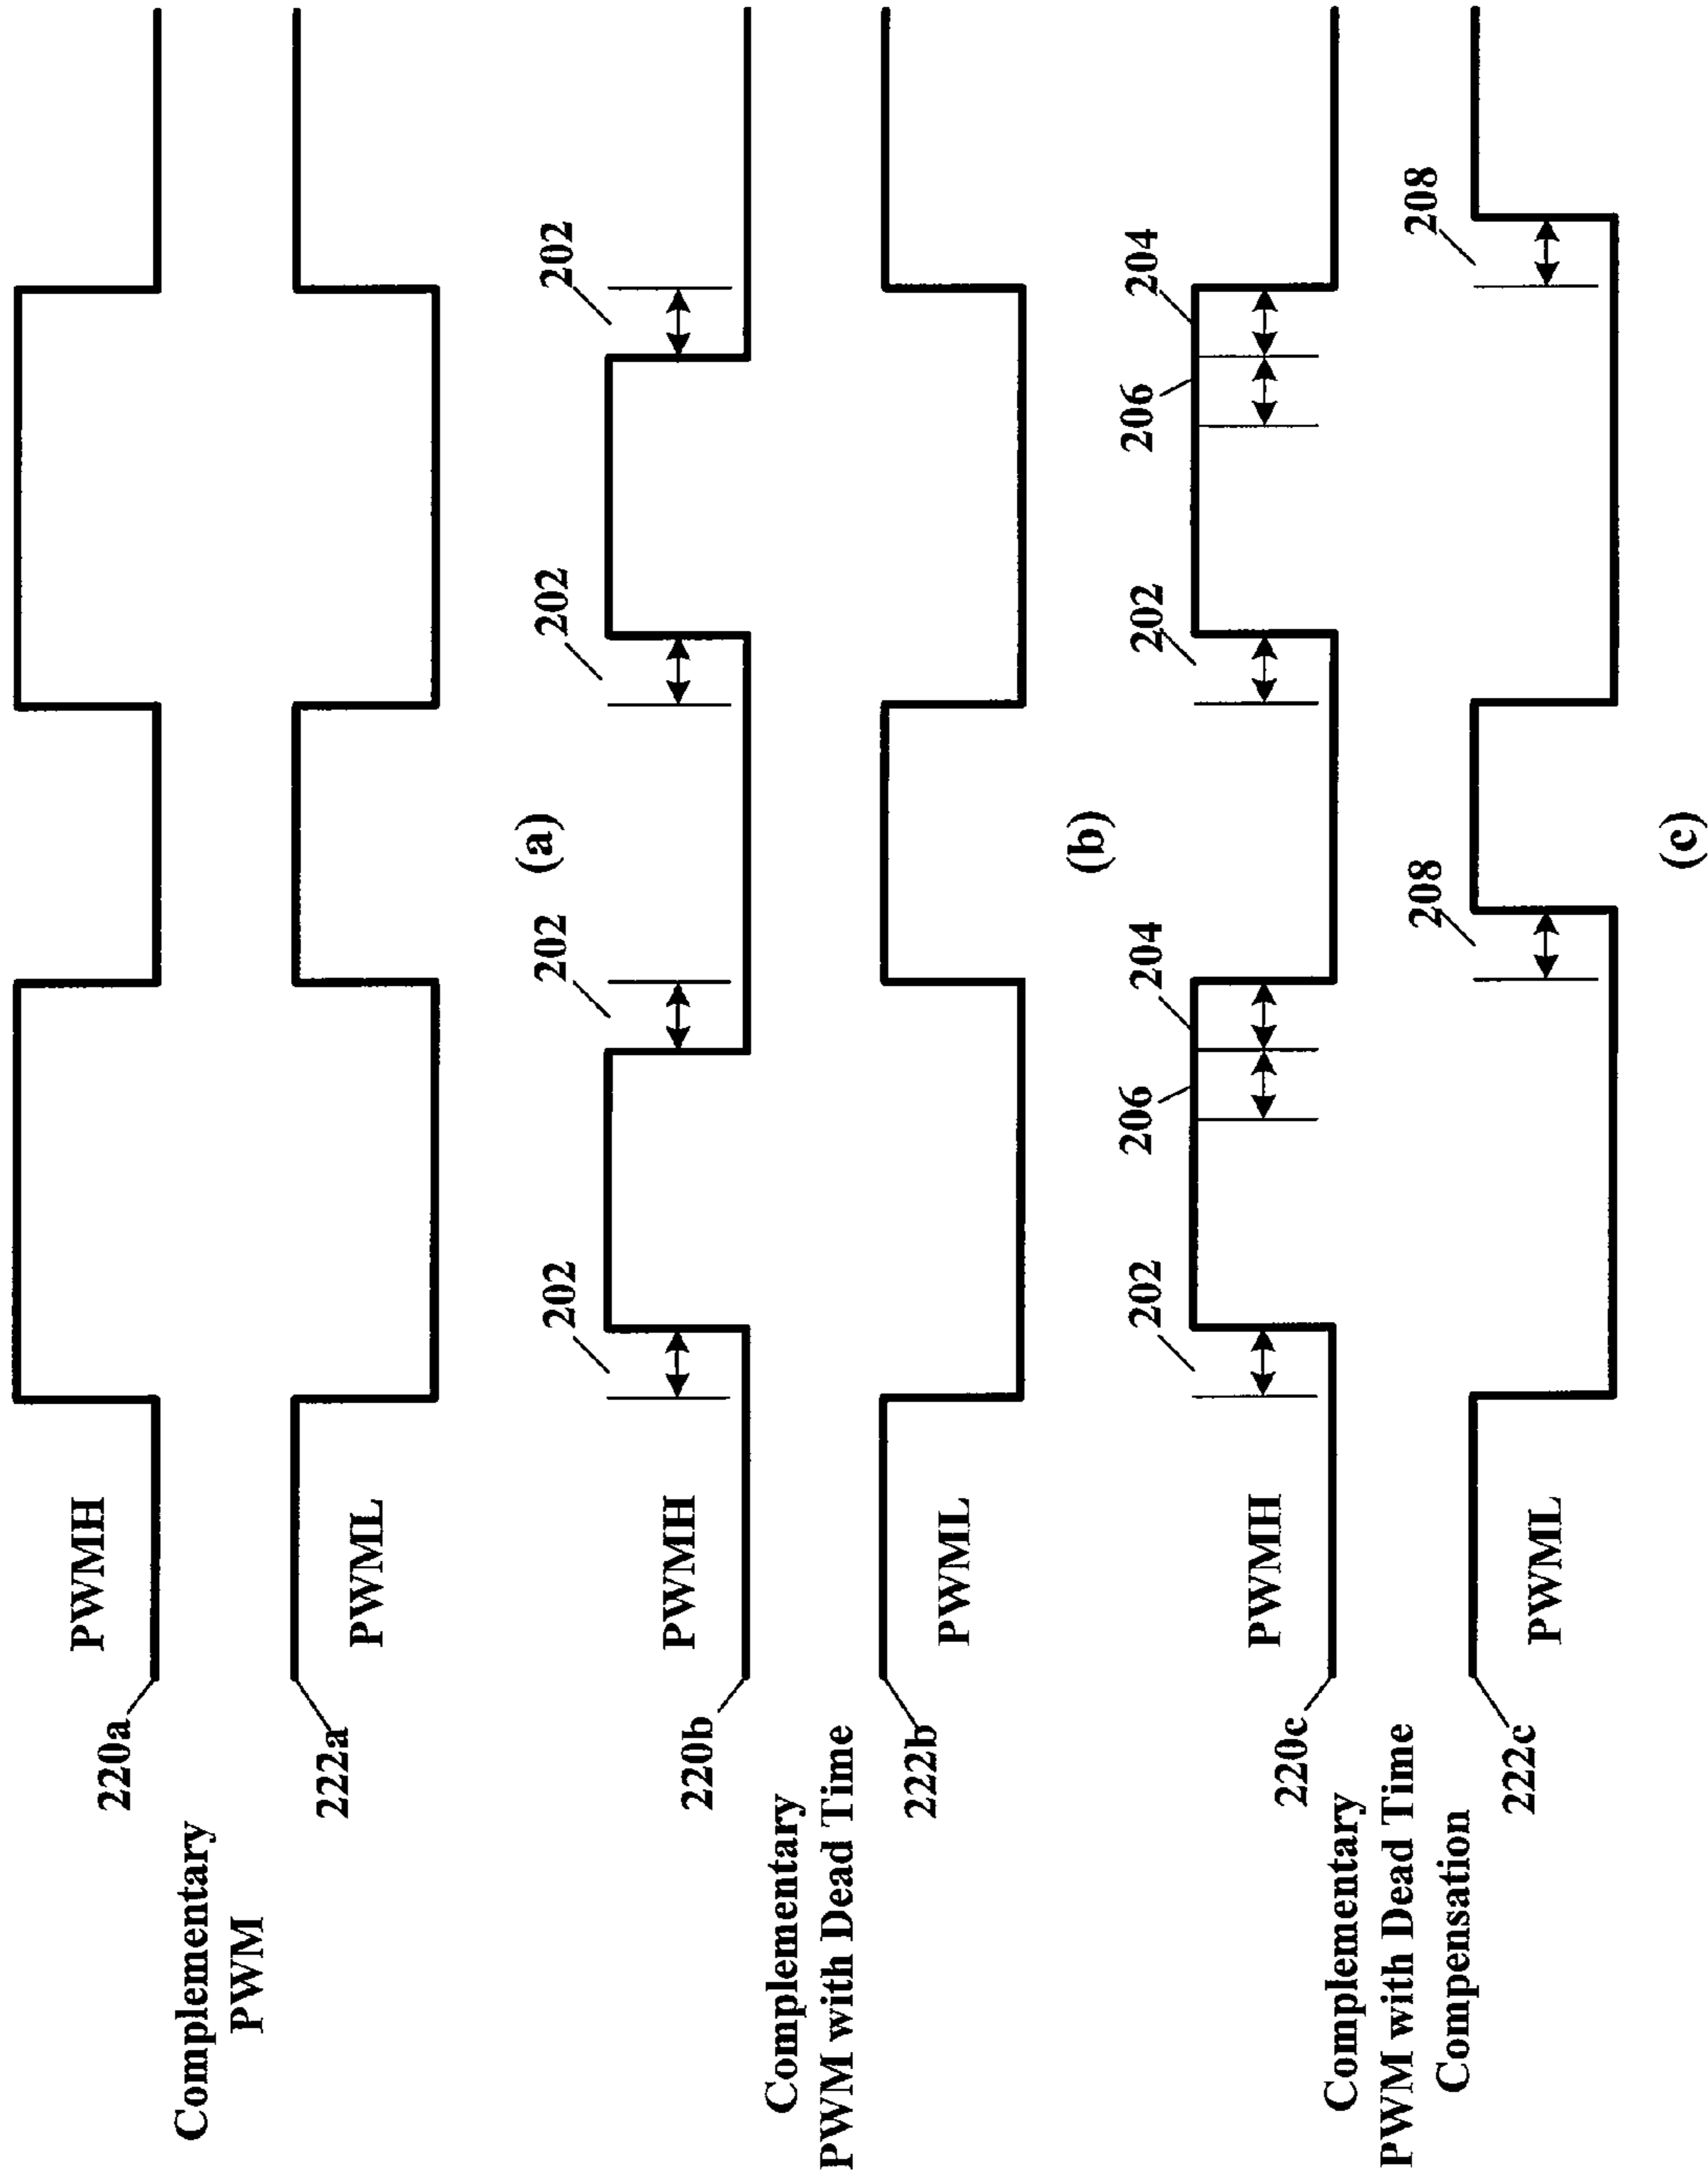 Complementary
PWM
220a
PWMH
222a
PWML
(a)
Complementary
PWM with Dead Time
220b
PWMH
202
202
202
202
222b
PWML
(b)
Complementary
PWM with Dead Time
Compensation
220c
PWMH
202
206
204
202
206
204
222c
PWML
208
208
(c)